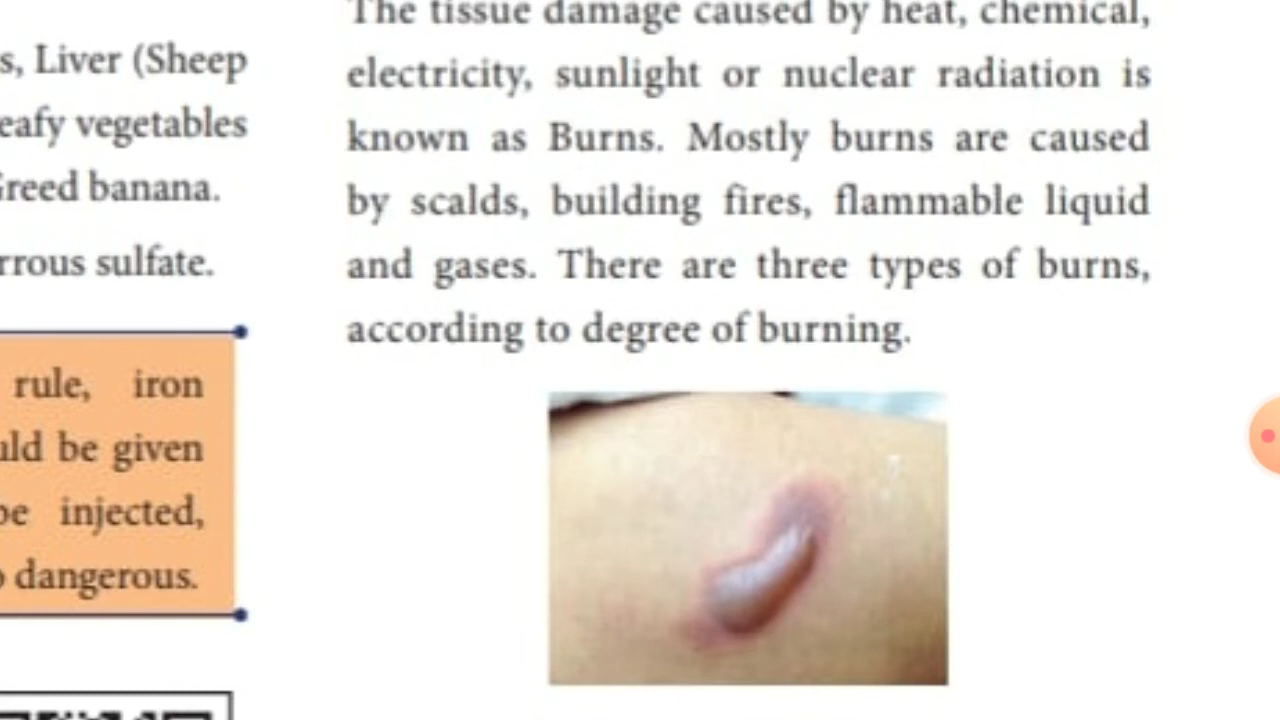 s, Liver (Sheep
eafy vegetables
Greed banana.
rrous sulfate.
rule, iron
uld be given
be injected,
dangerous.
The tissue damage caused by heat, chemical,
electricity, sunlight or nuclear radiation is
known as Burns. Mostly burns are caused
by scalds, building fires, flammable liquid
and gases. There are three types of burns,
according to degree of burning.